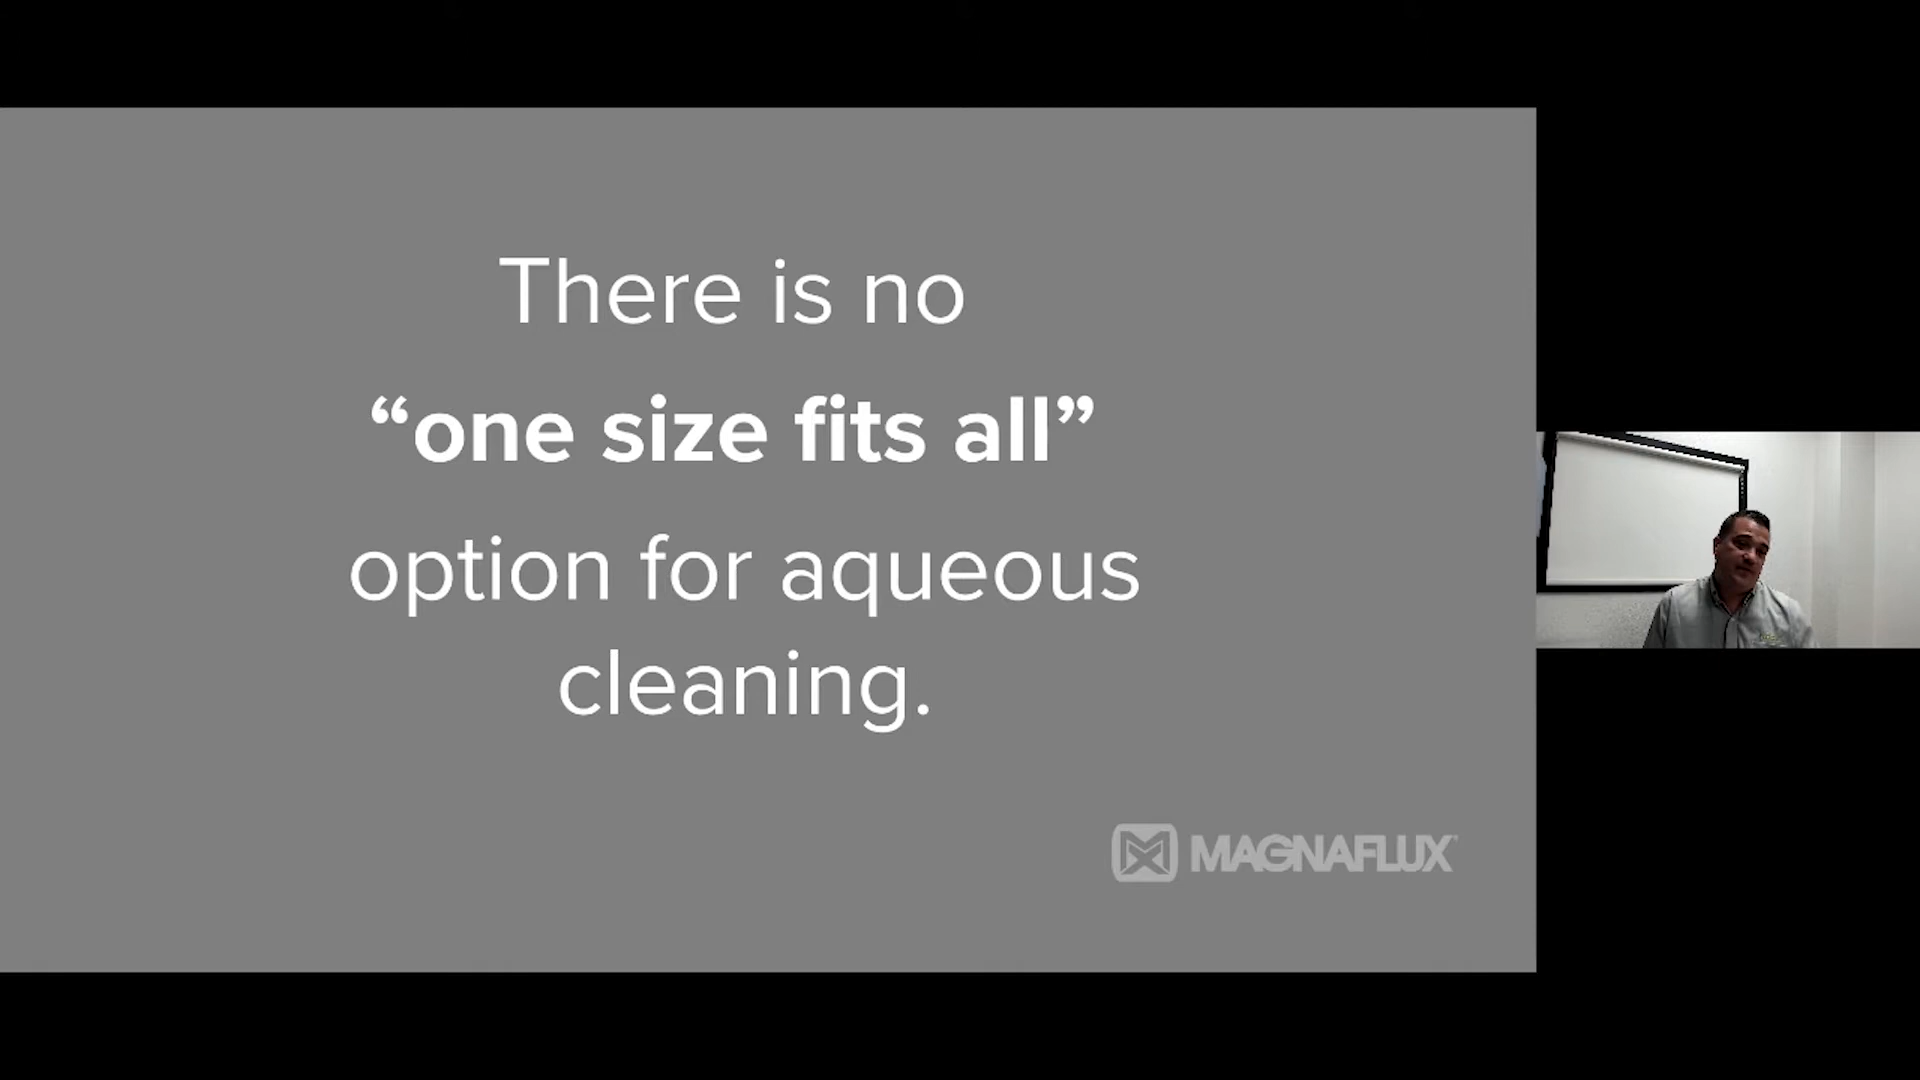 There is no
“one size fits all”
option for aqueous
cleaning.
MAGNAFLUX